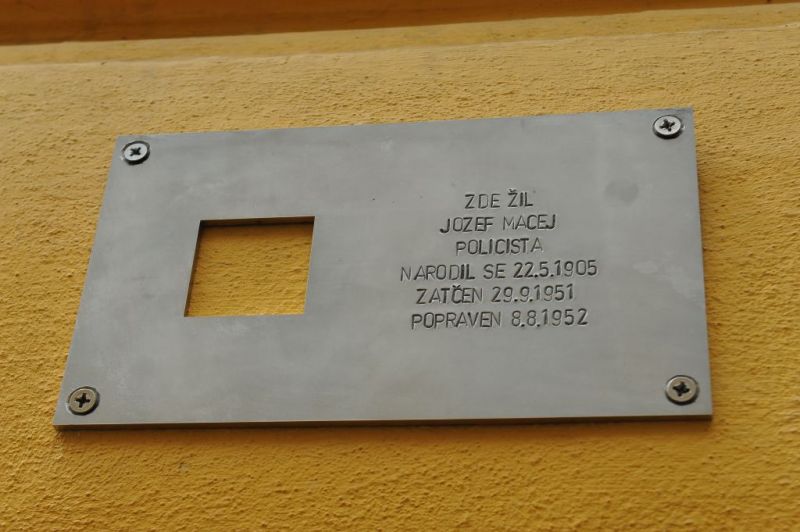 ZDE ŽIL
JOZEF MACEJ
POLICISTA
NARODIL SE 22.5.1905
ZATČEN 29.9.1951
POPRAVEN 8.8.1952